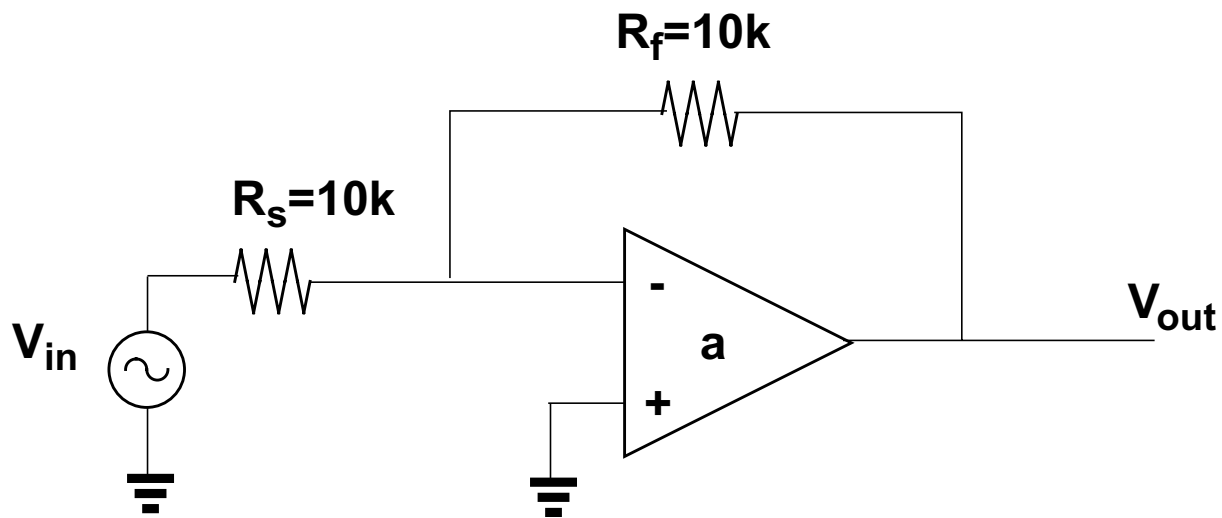 R_f=10k
R_s=10k
-
V_in
a
V_out
+